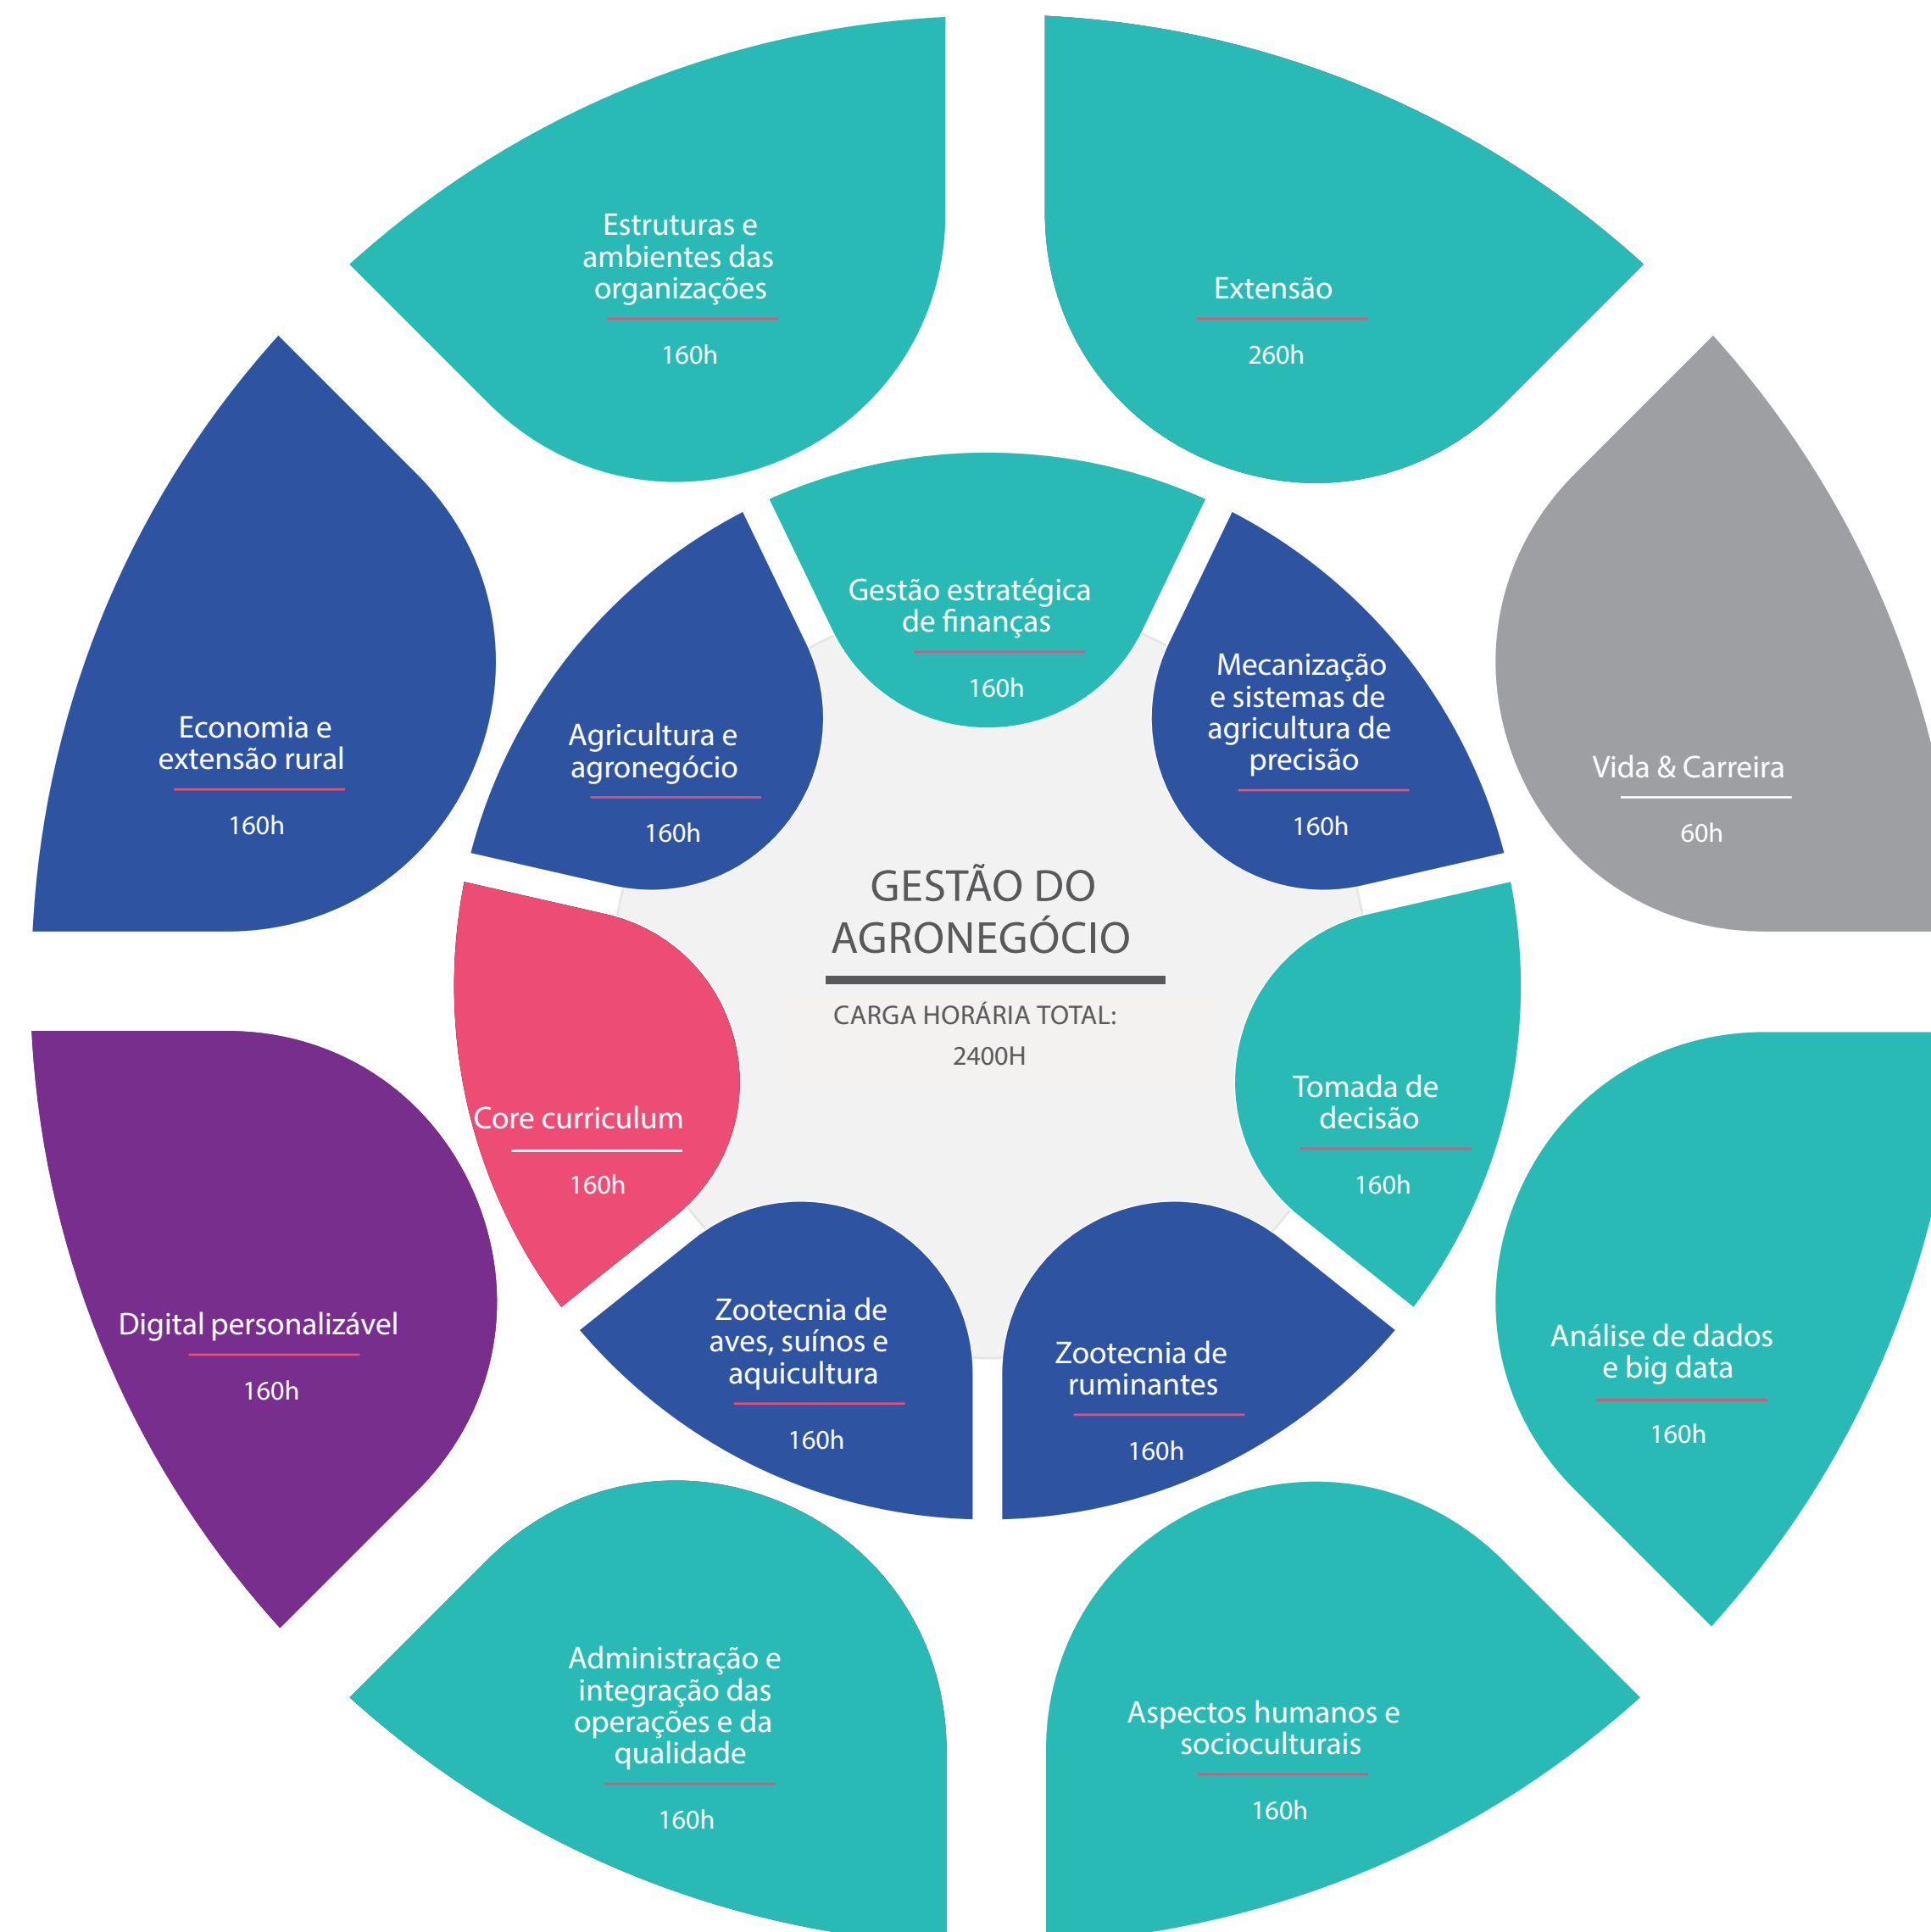 Estruturas e
ambientes das
organizações
160h
Extensão
260h
Gestão estratégica
de finanças
160h
Mecanização
e sistemas de
agricultura de
precisão
160h
Economia e
extensão rural
160h
Agricultura e
agronegócio
160h
Vida & Carreira
60h
GESTÃO DO
AGRONEGÓCIO
CARGA HORÁRIA TOTAL:
2400H
Core curriculum
160h
Tomada de
decisão
160h
Digital personalizável
160h
Zootecnia de
aves, suínos e
aquicultura
160h
Zootecnia de
ruminantes
160h
Análise de dados
e big data
160h
Administração e
integração das
operações e da
qualidade
160h
Aspectos humanos e
socioculturais
160h